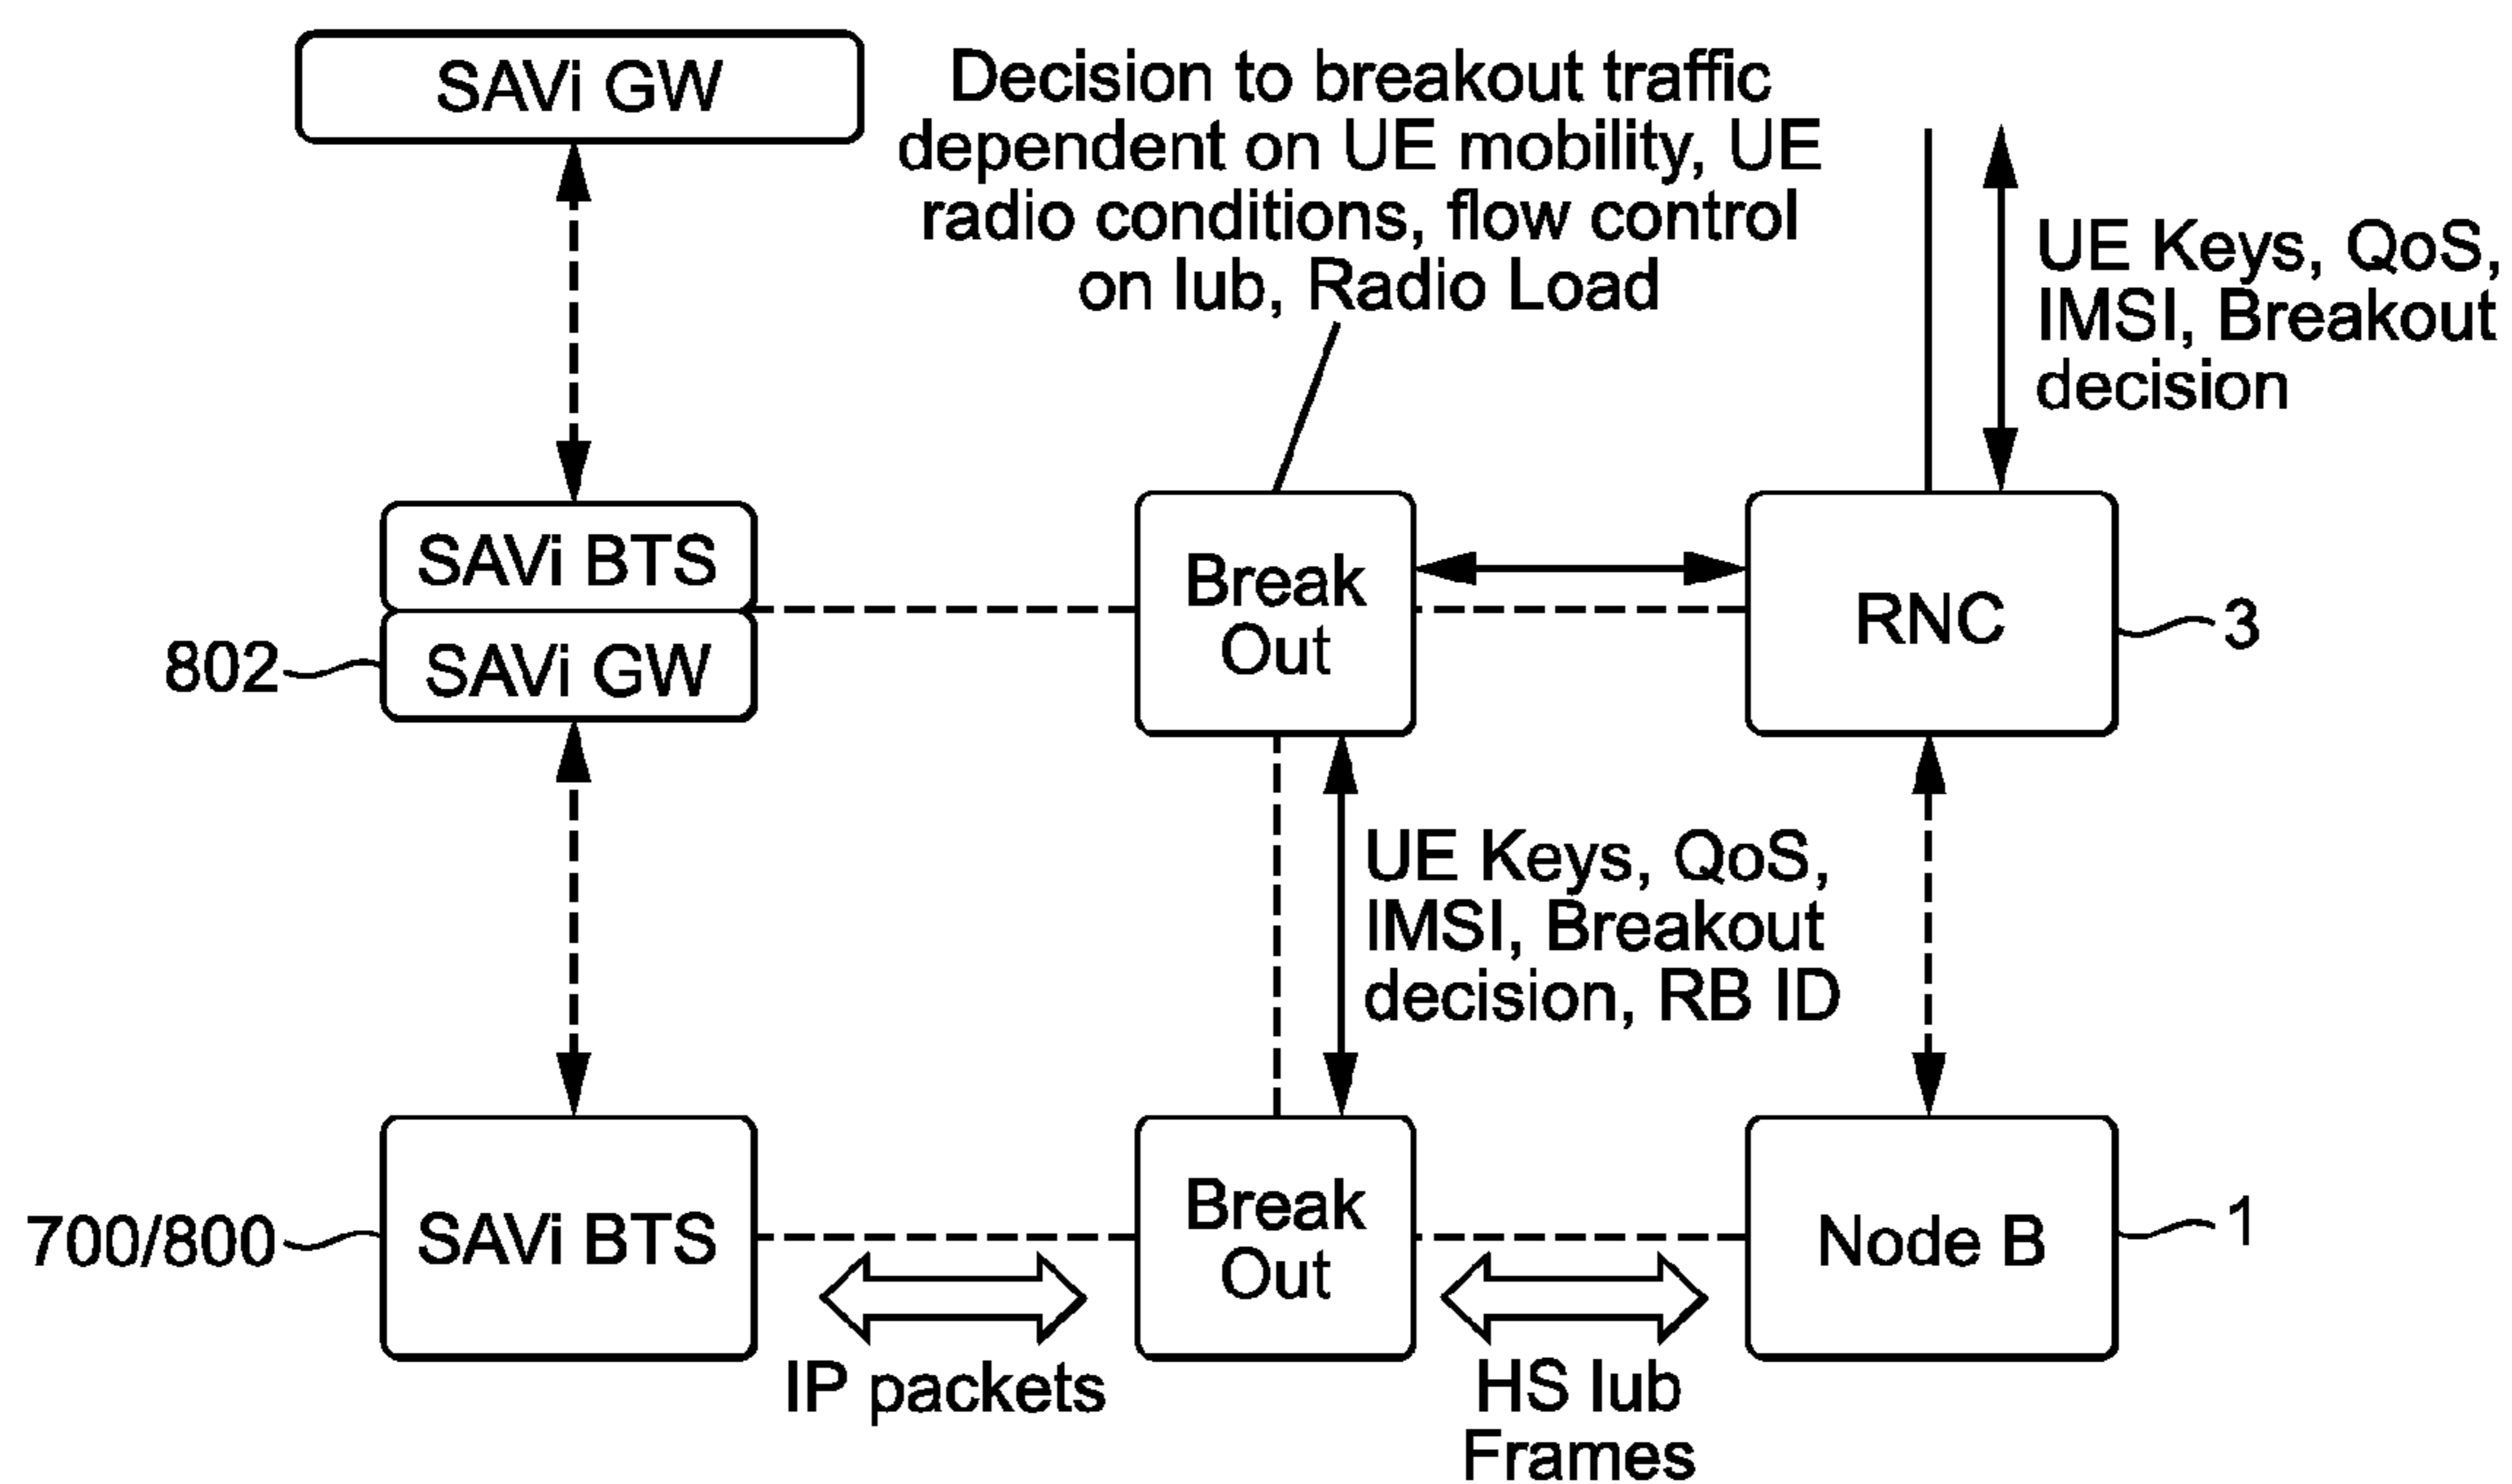 SAVi GW
Decision to breakout traffic
dependent on UE mobility, UE
radio conditions, flow control
on Iub, Radio Load
UE Keys, QoS,
IMSI, Breakout
decision
SAVi BTS
SAVi GW
802
Break
Out
RNC
3
UE Keys, QoS,
IMSI, Breakout
decision, RB ID
700/800
SAVi BTS
Break
Out
Node B
1
IP packets
HS Iub
Frames